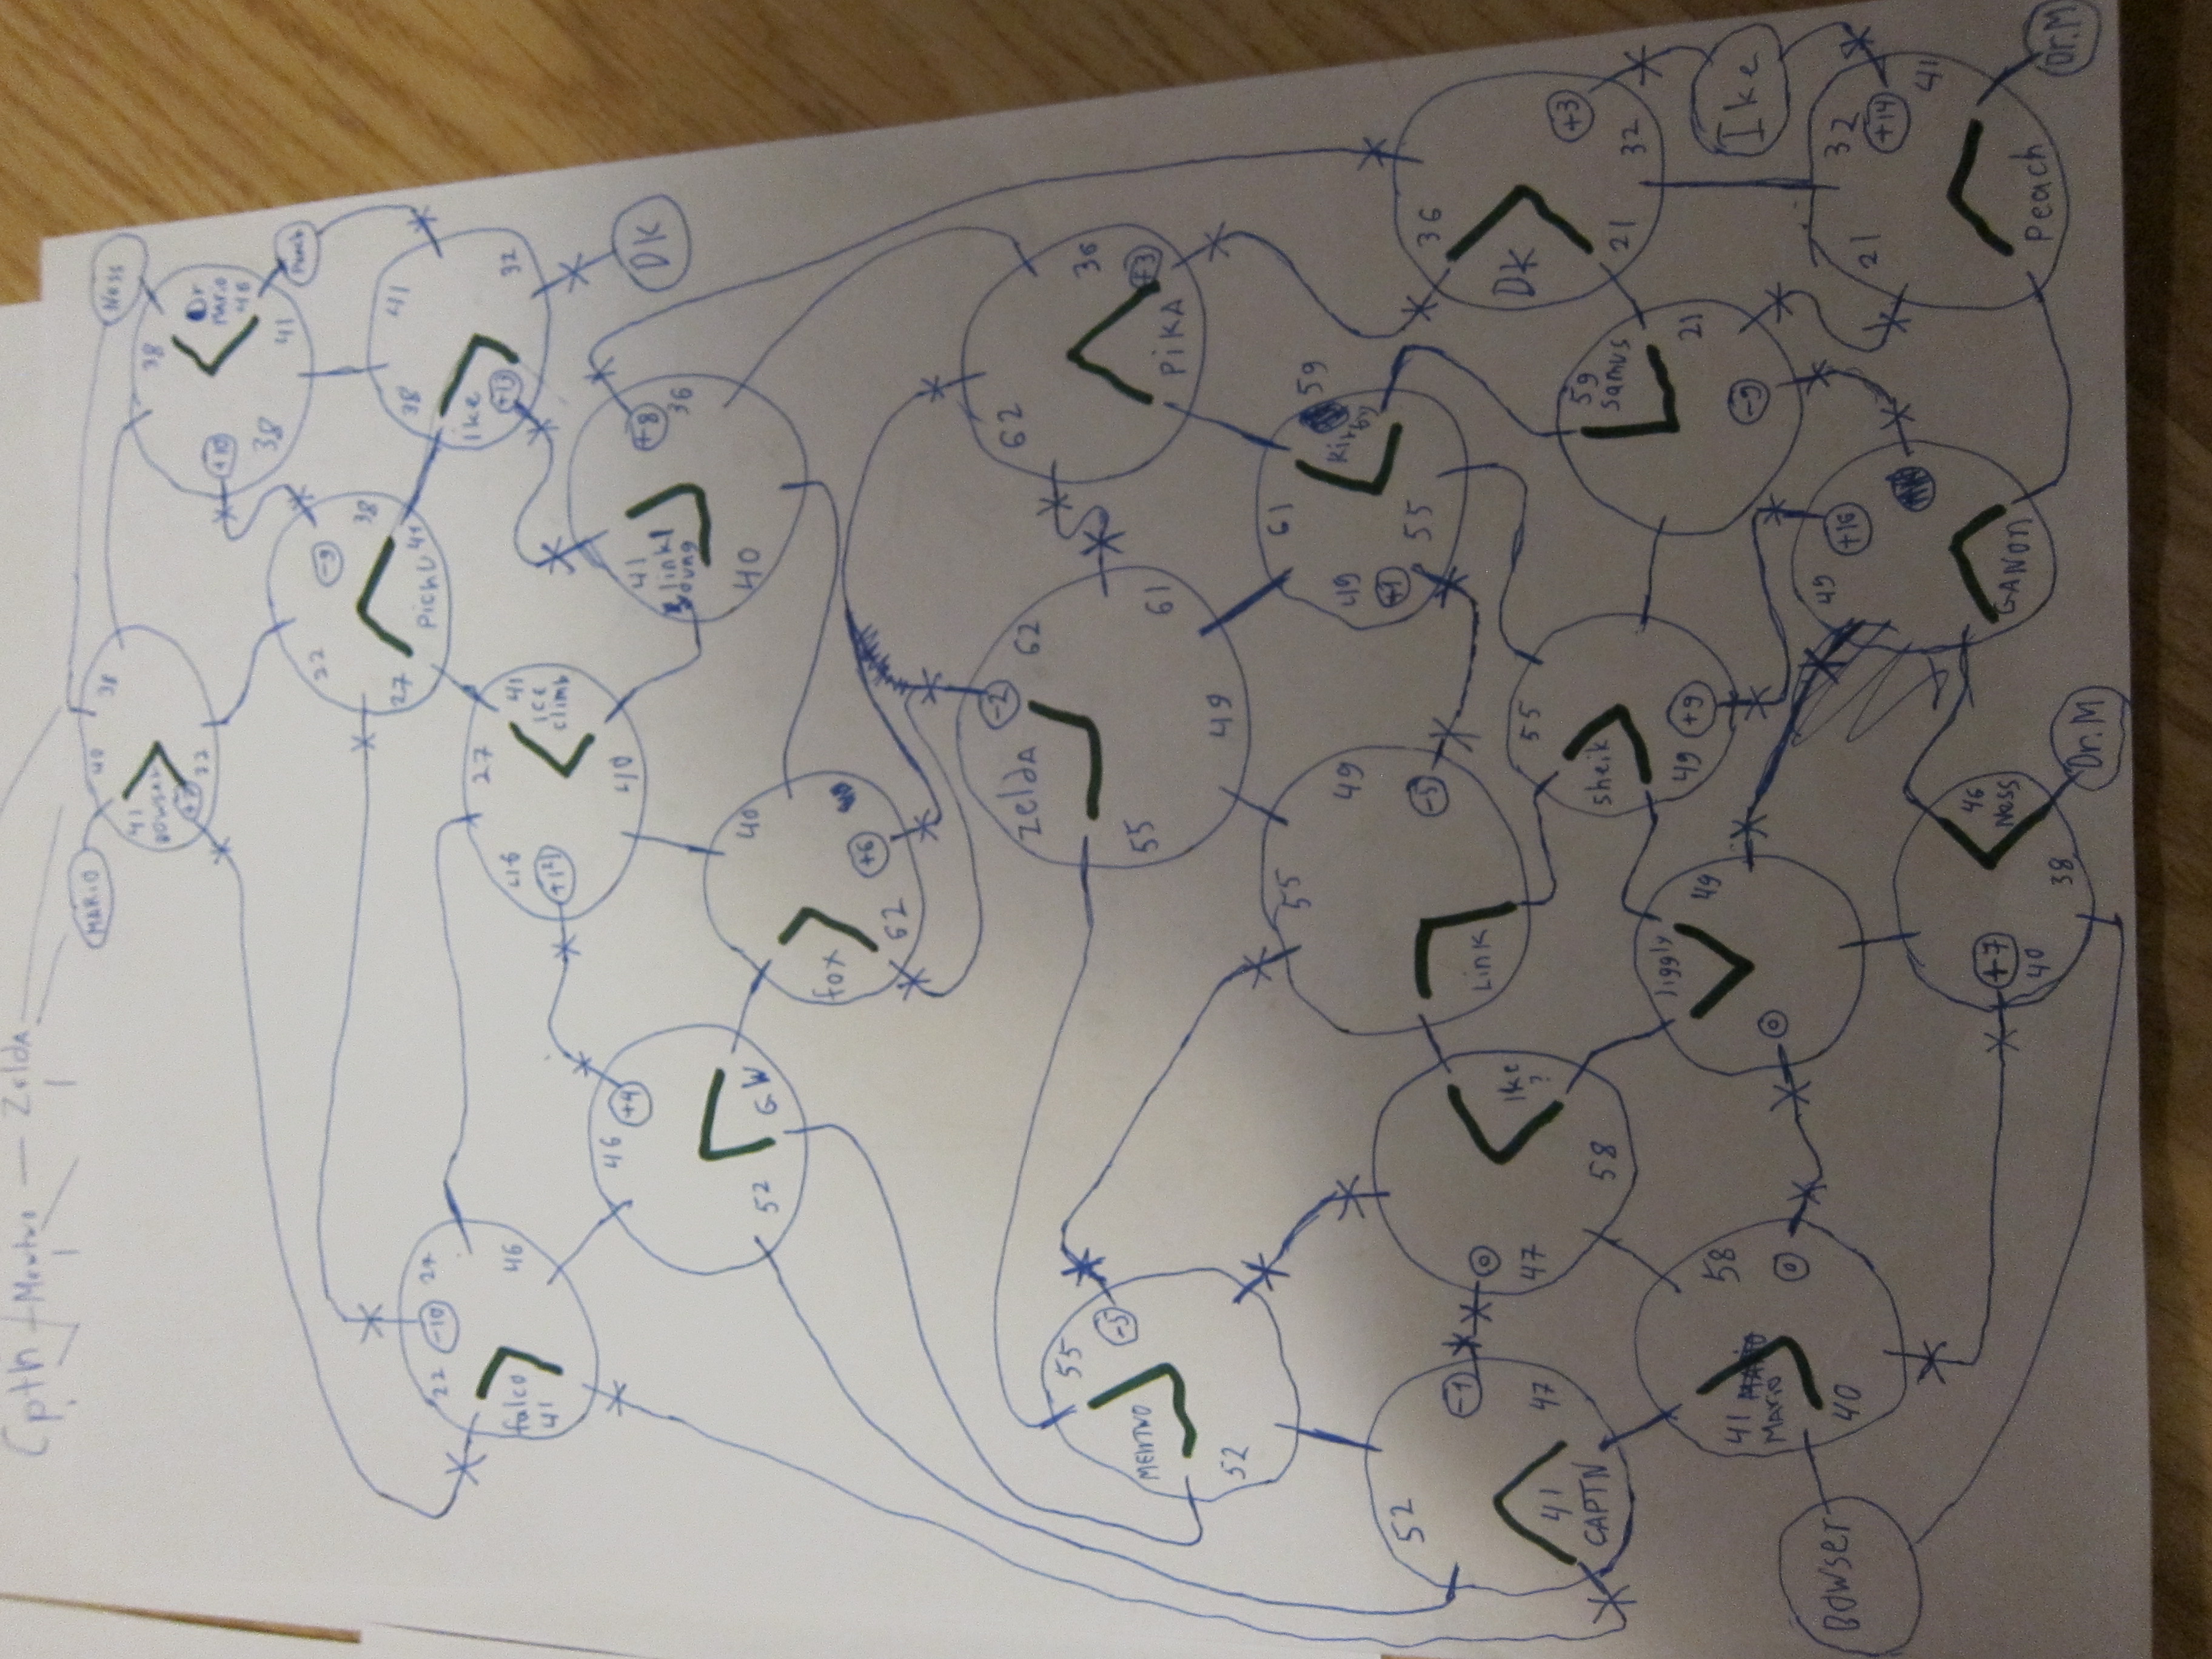 Cpth — Mewtwo — Zelda
MARIO
Ness
40
38
41
BOWSER
22
38
Dr
MARIO
46
+10
38
41
Peach
-9
38
22
PichU
41
27
41
38
ike
+13
32
DK
27
41
ice
climb
46
+12
40
+8
36
41
link
Young
40
22
-10
27
falco
41
46
46
+4
GW
52
40
fox
+6
62
36
62
+3
PiKA
Zelda
-2
62
61
55
49
61
Kirby
59
49
+1
55
36
+3
DK
21
32
Ike
32
+14
41
21
Peach
Dr.M
59
Samus
21
-9
55
-5
MEWTWO
52
55
49
-5
Link
55
sheik
49
+9
49
+16
GANON
52
-1
47
41
CAPTN
Ike
?
0
47
58
Jiggly
49
0
46
Ness
+7
40
38
Dr.M
58
0
41
MARIO
40
BOWSER